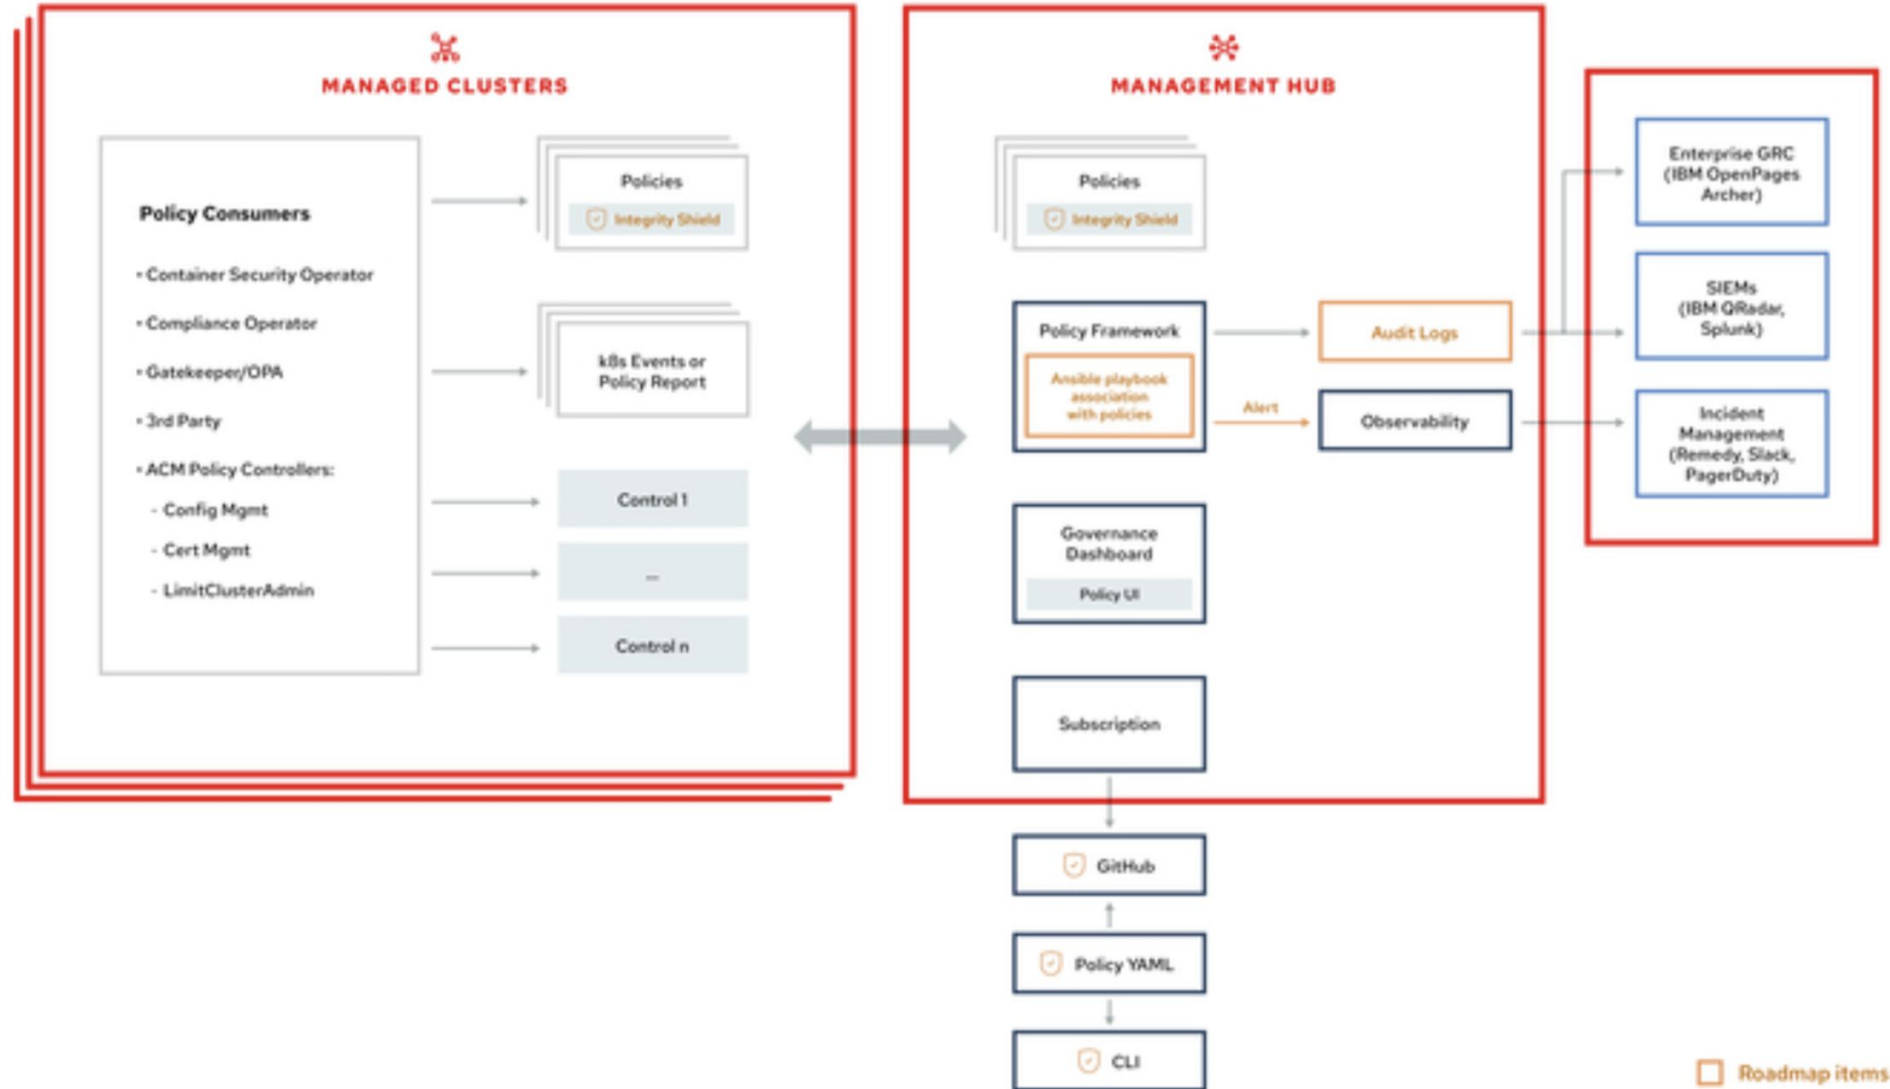 MANAGED CLUSTERS
Policy Consumers
• Container Security Operator
• Compliance Operator
• Gatekeeper/OPA
• 3rd Party
• ACM Policy Controllers:
- Config Mgmt
- Cert Mgmt
- LimitClusterAdmin
Policies
Integrity Shield
k8s Events or
Policy Report
Control 1
...
Control n
MANAGEMENT HUB
Policies
Integrity Shield
Policy Framework
Ansible playbook
association
with policies
Audit Logs
Alert
Observability
Governance
Dashboard
Policy UI
Subscription
GitHub
Policy YAML
CLI
Enterprise GRC
(IBM OpenPages
Archer)
SIEMs
(IBM QRadar,
Splunk)
Incident
Management
(Remedy, Slack,
PagerDuty)
Roadmap items